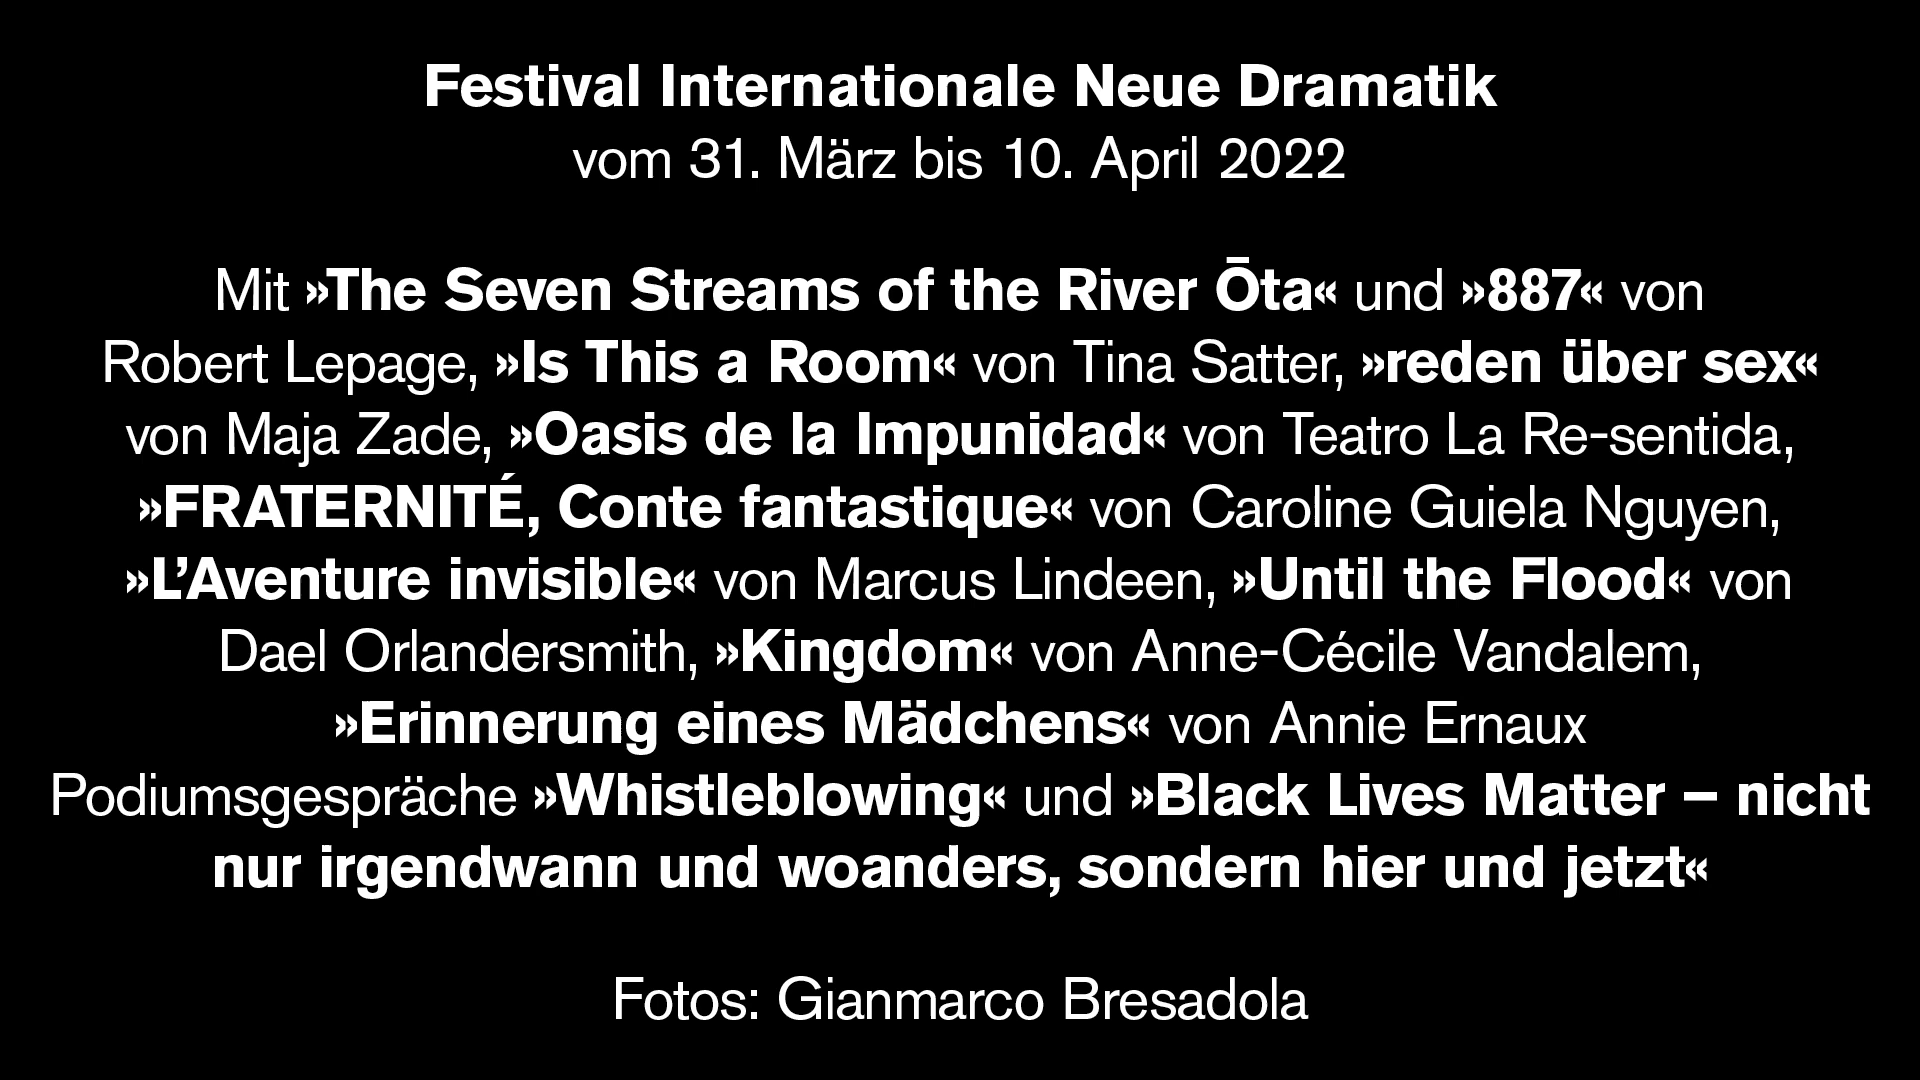 Festival Internationale Neue Dramatik
vom 31. März bis 10. April 2022
Mit »The Seven Streams of the River Ōta« und »887« von
Robert Lepage, »Is This a Room« von Tina Satter, »reden über sex«
von Maja Zade, »Oasis de la Impunidad« von Teatro La Re-sentida,
»FRATERNITÉ, Conte fantastique« von Caroline Guiela Nguyen,
»L’Aventure invisible« von Marcus Lindeen, »Until the Flood« von
Dael Orlandersmith, »Kingdom« von Anne-Cécile Vandalem,
»Erinnerung eines Mädchens« von Annie Ernaux
Podiumsgespräche »Whistleblowing« und »Black Lives Matter – nicht
nur irgendwann und woanders, sondern hier und jetzt«
Fotos: Gianmarco Bresadola